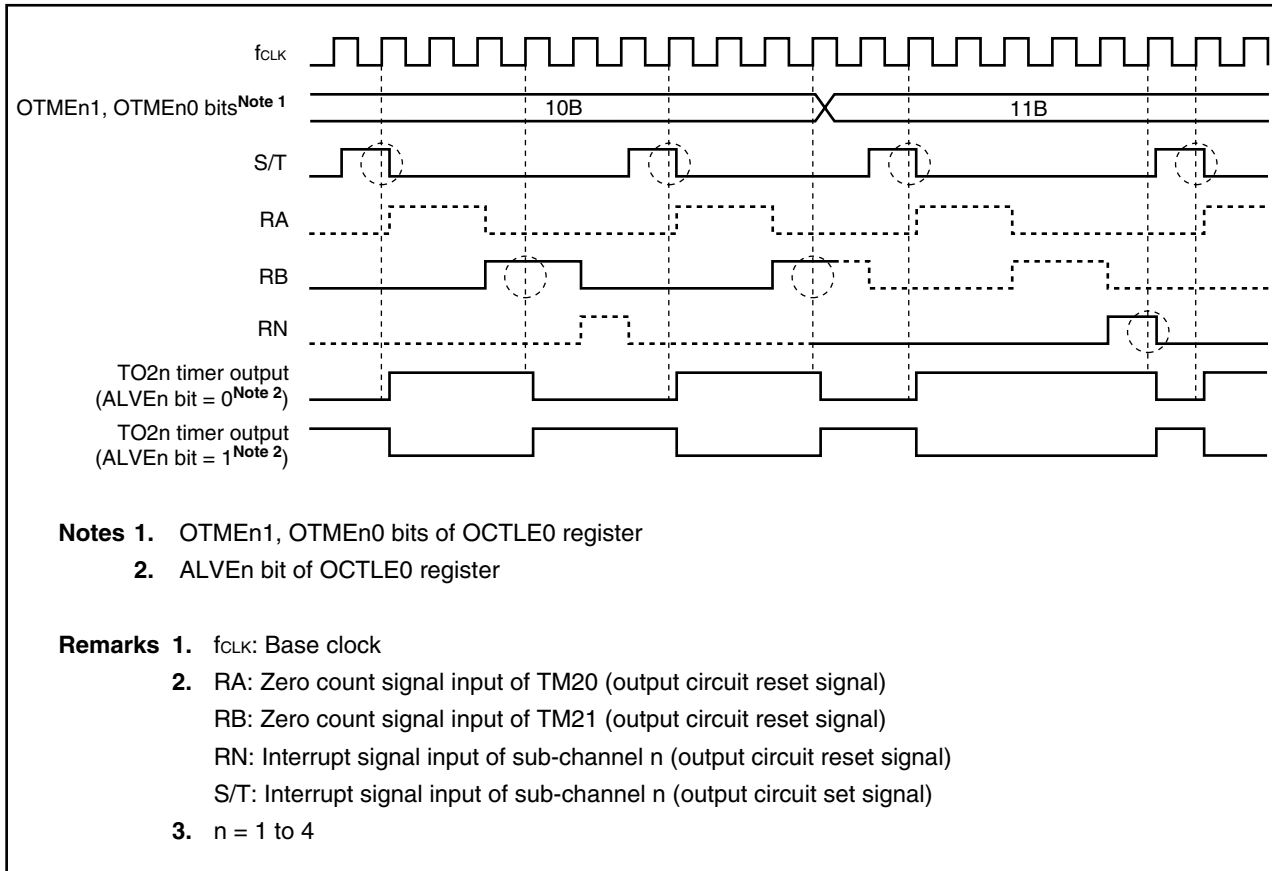 fCLK
OTMEn1, OTMEn0 bitsNote 1
10B
11B
S/T
RA
RB
RN
TO2n timer output
(ALVEn bit = 0Note 2)
TO2n timer output
(ALVEn bit = 1Note 2)
Notes 1. OTMEn1, OTMEn0 bits of OCTLE0 register
2. ALVEn bit of OCTLE0 register
Remarks 1. fCLK: Base clock
2. RA: Zero count signal input of TM20 (output circuit reset signal)
RB: Zero count signal input of TM21 (output circuit reset signal)
RN: Interrupt signal input of sub-channel n (output circuit reset signal)
S/T: Interrupt signal input of sub-channel n (output circuit set signal)
3. n = 1 to 4